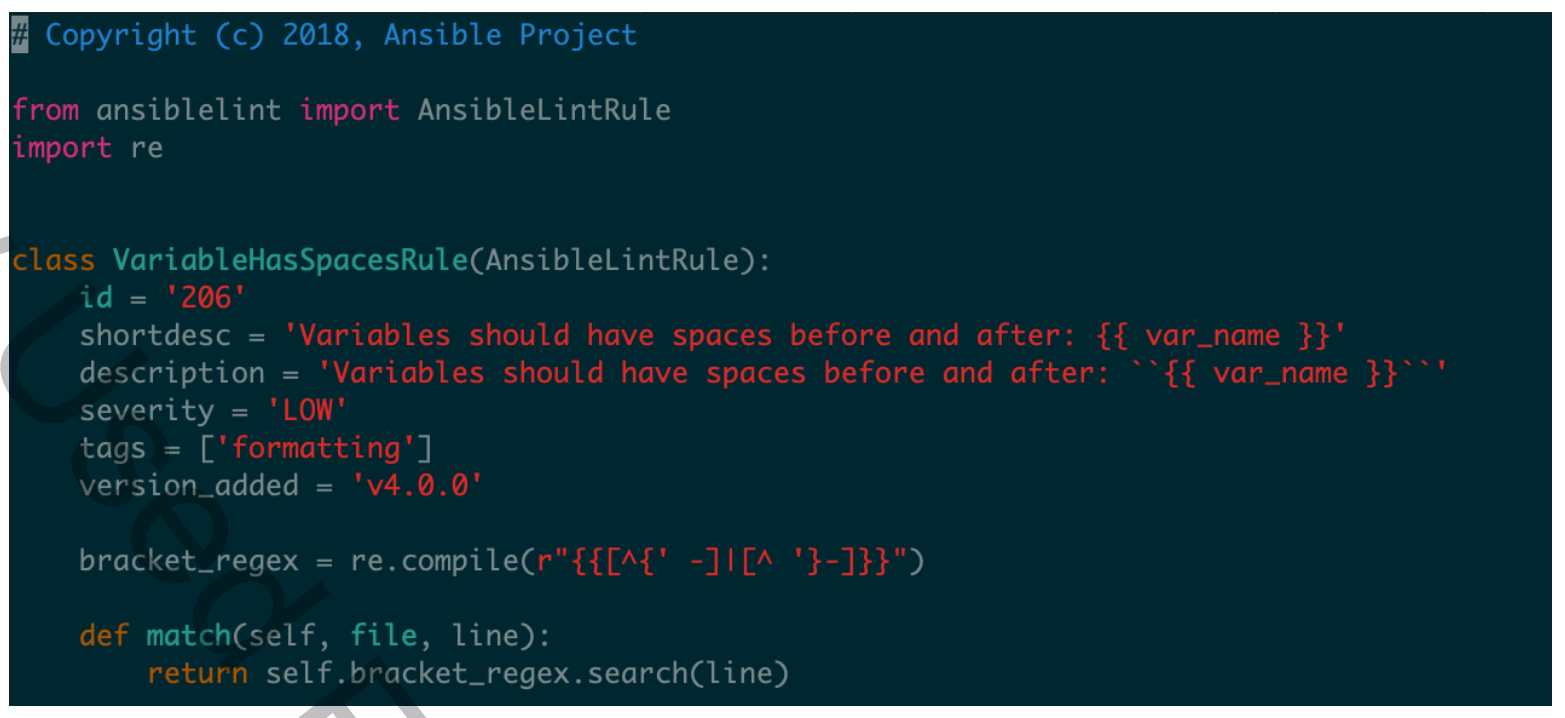 # Copyright (c) 2018, Ansible Project
from ansiblelint import AnsibleLintRule
import re
class VariableHasSpacesRule(AnsibleLintRule):
    id = '206'
    shortdesc = 'Variables should have spaces before and after: {{ var_name }}'
    description = 'Variables should have spaces before and after: ``{{ var_name }}``'
    severity = 'LOW'
    tags = ['formatting']
    version_added = 'v4.0.0'
    bracket_regex = re.compile(r"{{[^{' -]|[^ '}-]}}")
    def match(self, file, line):
        return self.bracket_regex.search(line)
Used